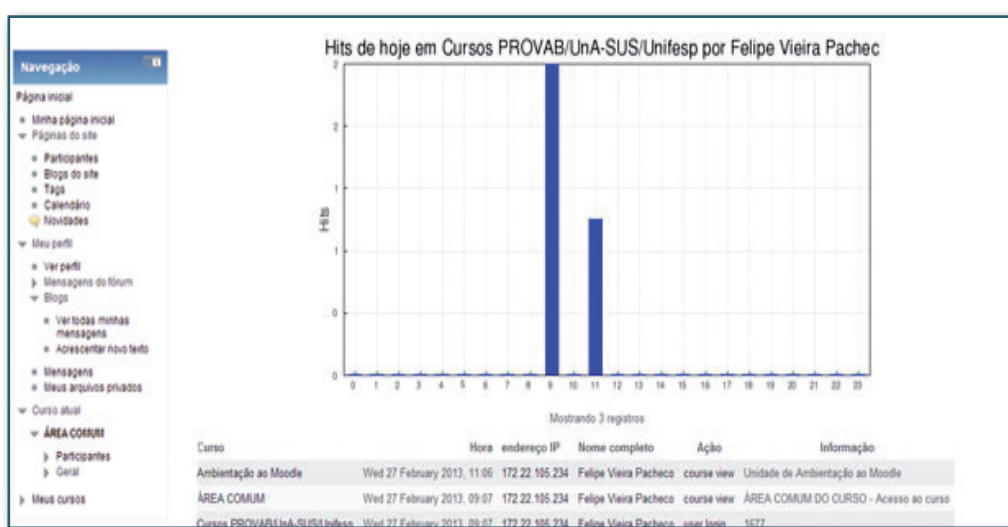 Hits de hoje em Cursos PROVAB/UnA-SUS/Unifesp por Felipe Vieira Pachec
Navegação
Página inicial
Minha página inicial
Páginas do site
Participantes
Blogs do site
Tags
Calendário
Novidades
Meu perfil
Ver perfil
Mensagens do fórum
Blogs
Ver todas minhas
mensagens
Acrescentar novo texto
Mensagens
Meus arquivos privados
Curso atual
ÁREA COMUM
Participantes
Geral
Meus cursos
Hits
2
2
1
1
0
0
0 1 2 3 4 5 6 7 8 9 10 11 12 13 14 15 16 17 18 19 20 21 22 23
Mostrando 3 registros
Curso Hora endereço IP Nome completo Ação Informação
Ambientação ao Moodle Wed 27 February 2013, 11:06 172.22.105.234 Felipe Vieira Pacheco course view Unidade de Ambientação ao Moodle
ÁREA COMUM Wed 27 February 2013, 09:07 172.22.105.234 Felipe Vieira Pacheco course view ÁREA COMUM DO CURSO - Acesso ao curso
Cursos PROVAB/UnA-SUS/Unifesp Wed 27 February 2013, 09:07 172.22.105.234 Felipe Vieira Pacheco user login 1677